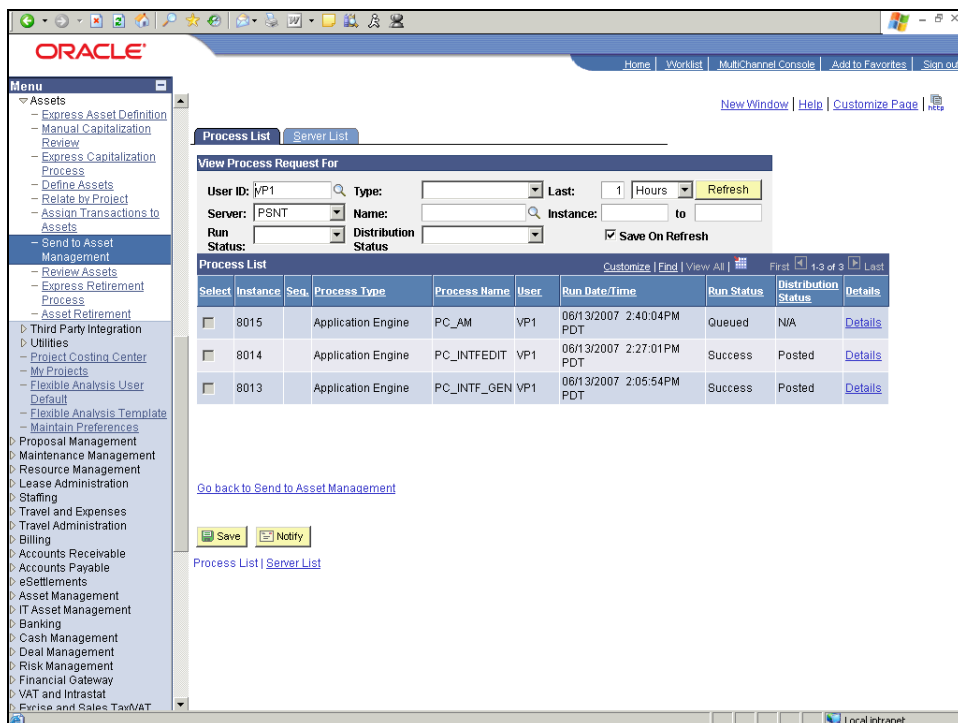 ORACLE
Home | Worklist | MultiChannel Console | Add to Favorites | Sign out
Menu
Assets
Express Asset Definition
Manual Capitalization
Review
Express Capitalization
Process
Define Assets
Relate by Project
Assign Transactions to
Assets
Send to Asset
Management
Review Assets
Express Retirement
Process
Asset Retirement
Third Party Integration
Utilities
Project Costing Center
My Projects
Flexible Analysis User
Default
Flexible Analysis Template
Maintain Preferences
Proposal Management
Maintenance Management
Resource Management
Lease Administration
Staffing
Travel and Expenses
Travel Administration
Billing
Accounts Receivable
Accounts Payable
eSettlements
Asset Management
IT Asset Management
Banking
Cash Management
Deal Management
Risk Management
Financial Gateway
VAT and Intrastat
Excise and Sales Tax/VAT
New Window | Help | Customize Page | http
Process List Server List
View Process Request For
User ID: VP1 Type: Last: 1 Hours Refresh
Server: PSNT Name: Instance: to
Run Status: Distribution Status Save On Refresh
Process List Customize | Find | View All | First 1-3 of 3 Last
Select Instance Seq. Process Type Process Name User Run Date/Time Run Status Distribution Status Details
8015 Application Engine PC_AM VP1 06/13/2007 2:40:04PM PDT Queued N/A Details
8014 Application Engine PC_INTFEDIT VP1 06/13/2007 2:27:01PM PDT Success Posted Details
8013 Application Engine PC_INTF_GEN VP1 06/13/2007 2:05:54PM PDT Success Posted Details
Go back to Send to Asset Management
Save Notify
Process List | Server List
Local intranet